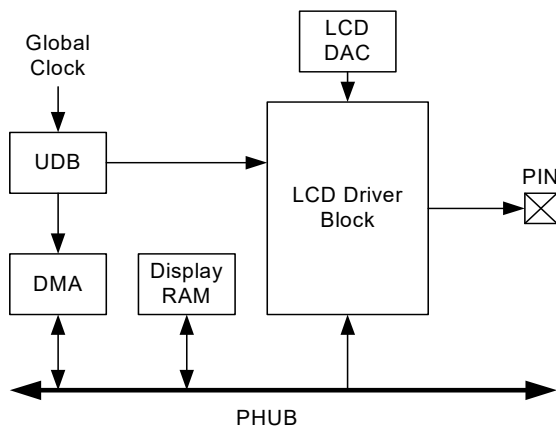 LCD
DAC
Global
Clock
UDB
LCD Driver
Block
PIN
DMA
Display
RAM
PHUB